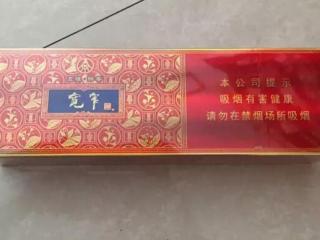 宽窄
本公司提示
吸烟有害健康
请勿在禁烟场所吸烟